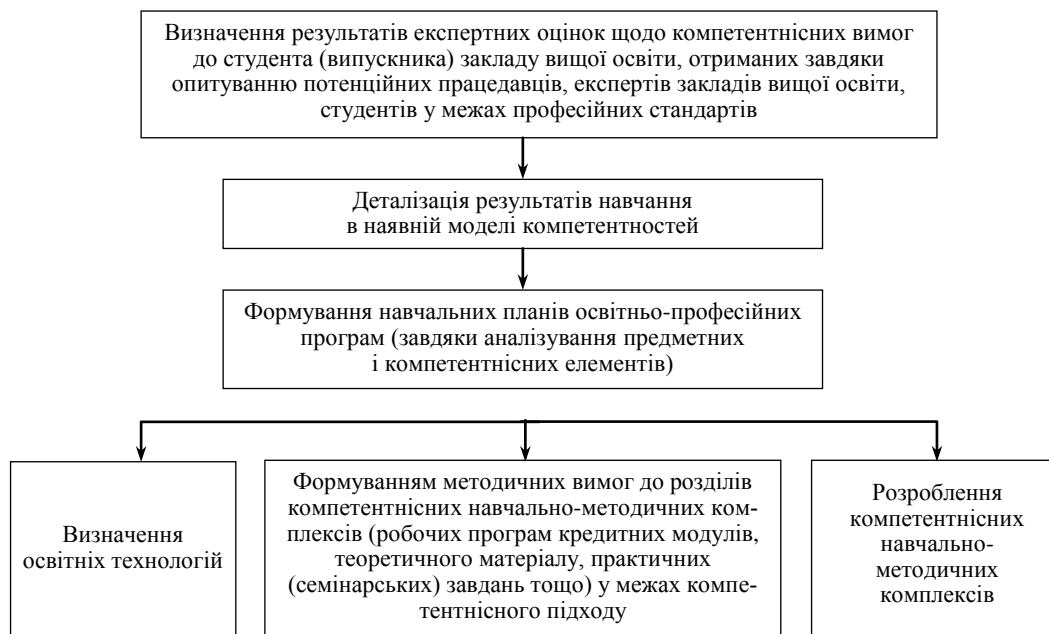 Визначення результатів експертних оцінок щодо компетентнісних вимог
до студента (випускника) закладу вищої освіти, отриманих завдяки
опитуванню потенційних працедавців, експертів закладів вищої освіти,
студентів у межах професійних стандартів
Деталізація результатів навчання
в наявній моделі компетентностей
Формування навчальних планів освітньо-професійних
програм (завдяки аналізування предметних
і компетентнісних елементів)
Визначення
освітніх технологій
Формуванням методичних вимог до розділів
компетентнісних навчально-методичних ком-
плексів (робочих програм кредитних модулів,
теоретичного матеріалу, практичних
(семінарських) завдань тощо) у межах компе-
тентнісного підходу
Розроблення
компетентнісних
навчально-
методичних
комплексів